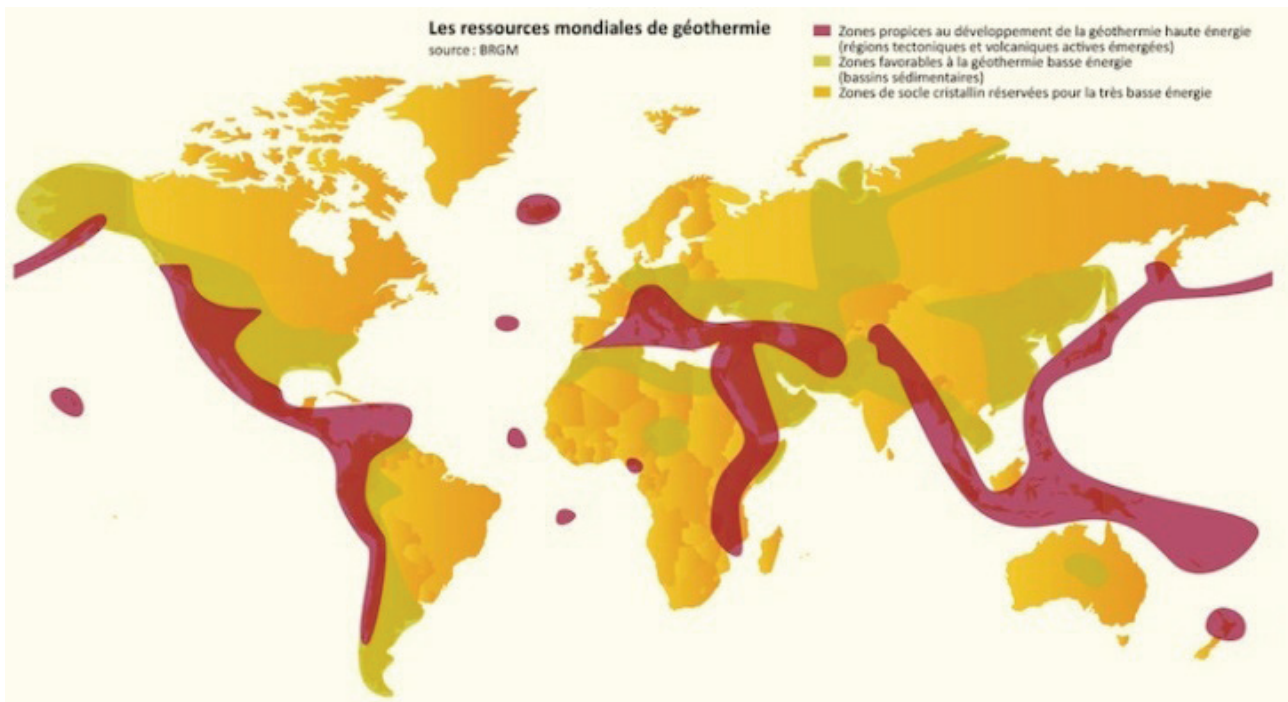 Les ressources mondiales de géothermie
source : BRGM
Zones propices au développement de la géothermie haute énergie
(régions tectoniques et volcaniques actives émergées)
Zones favorables à la géothermie basse énergie
(bassins sédimentaires)
Zones de socle cristallin réservées pour la très basse énergie